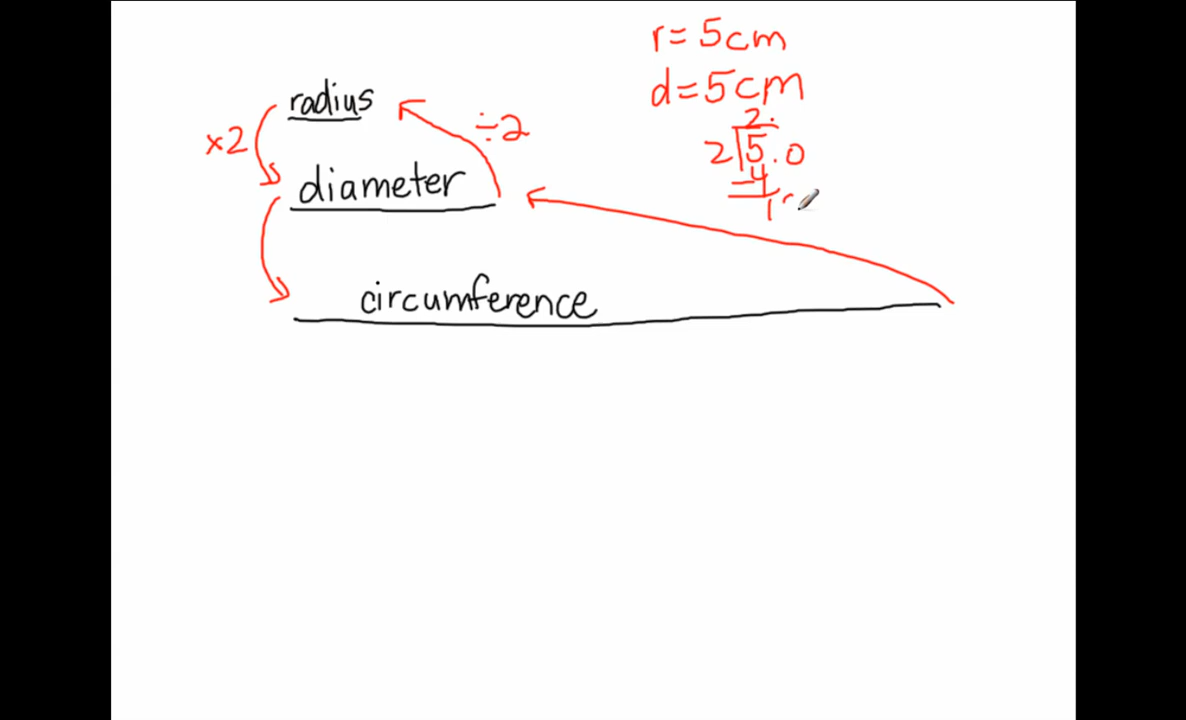 radius
×2
÷2
diameter
circumference
r = 5cm
d = 5cm
2.
2 5.0
- 4
1